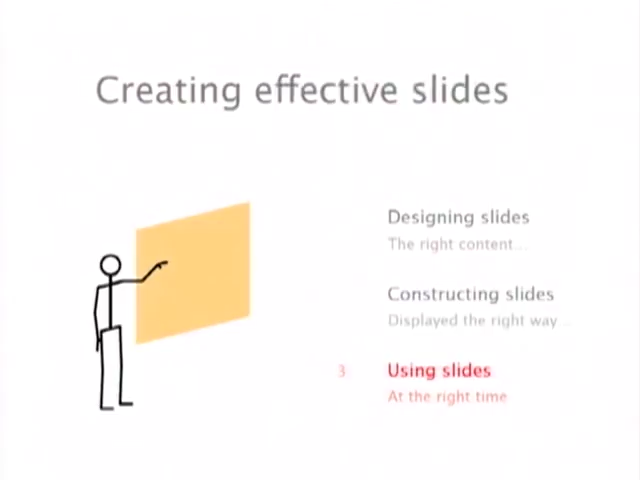 Creating effective slides
Designing slides
The right content...
Constructing slides
Displayed the right way...
3 Using slides
At the right time